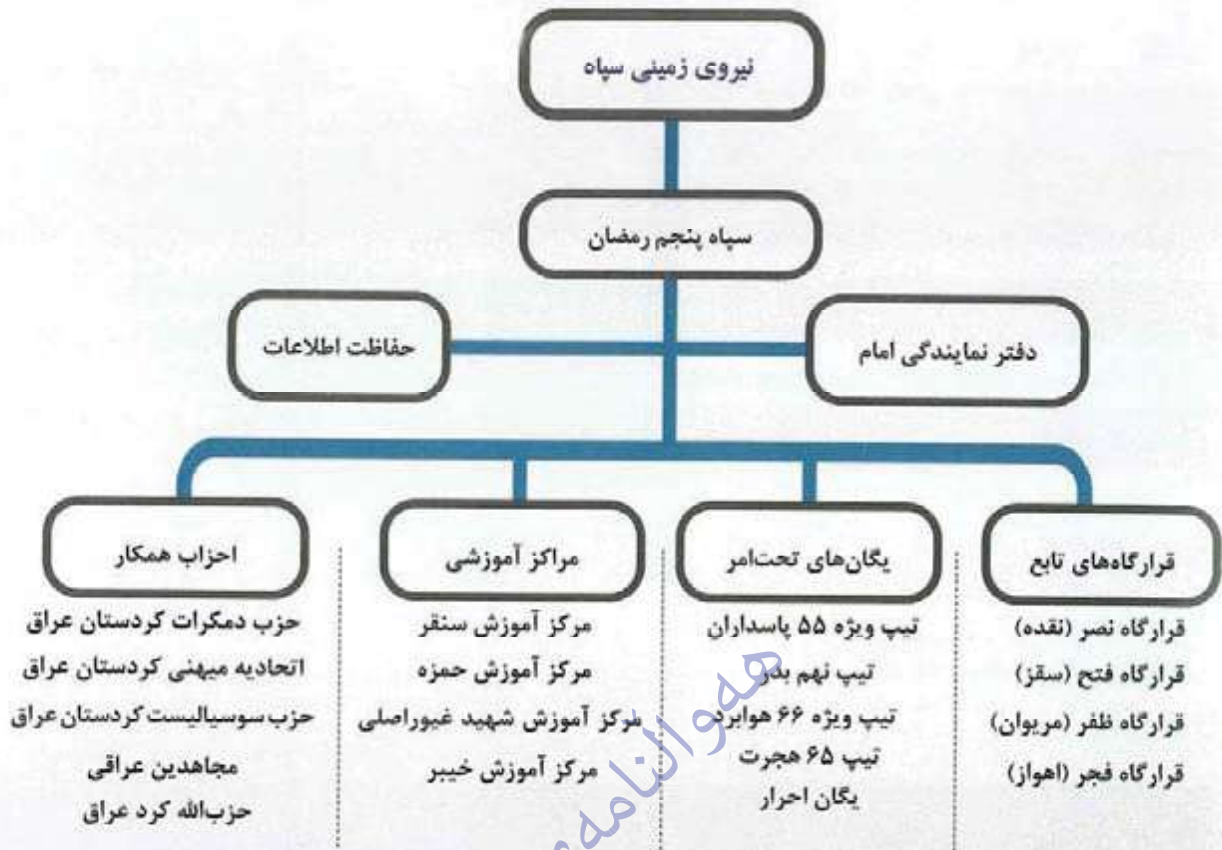 نیروی زمینی سپاه
سپاه پنجم رمضان
دفتر نمایندگی امام
حفاظت اطلاعات
قرارگاه‌های تابع
قرارگاه نصر (نقده)
قرارگاه فتح (سقز)
قرارگاه ظفر (مریوان)
قرارگاه فجر (اهواز)
یگان‌های تحت‌امر
تیپ ویژه ۵۵ پاسداران
تیپ نهم بدر
تیپ ویژه ۶۶ هوابرد
تیپ ۶۵ هجرت
یگان احرار
مراکز آموزشی
مرکز آموزش سنقر
مرکز آموزش حمزه
مرکز آموزش شهید غیوراصلی
مرکز آموزش خیبر
احزاب همکار
حزب دمکرات کردستان عراق
اتحادیه میهنی کردستان عراق
حزب سوسیالیست کردستان عراق
مجاهدین عراقی
حزب‌الله کرد عراق
هەواڵنامەی